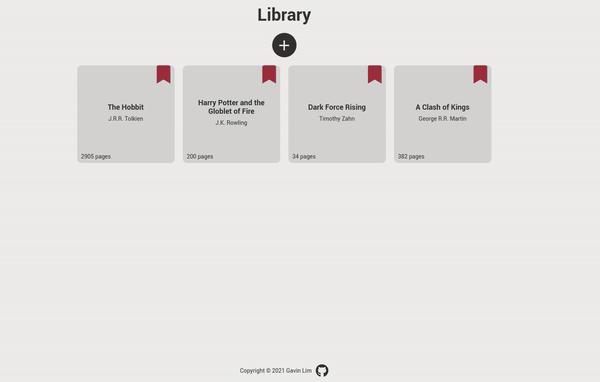 Library
The Hobbit
J.R.R. Tolkien
2905 pages
Harry Potter and the
Globlet of Fire
J.K. Rowling
200 pages
Dark Force Rising
Timothy Zahn
34 pages
A Clash of Kings
George R.R. Martin
382 pages
Copyright © 2021 Gavin Lim